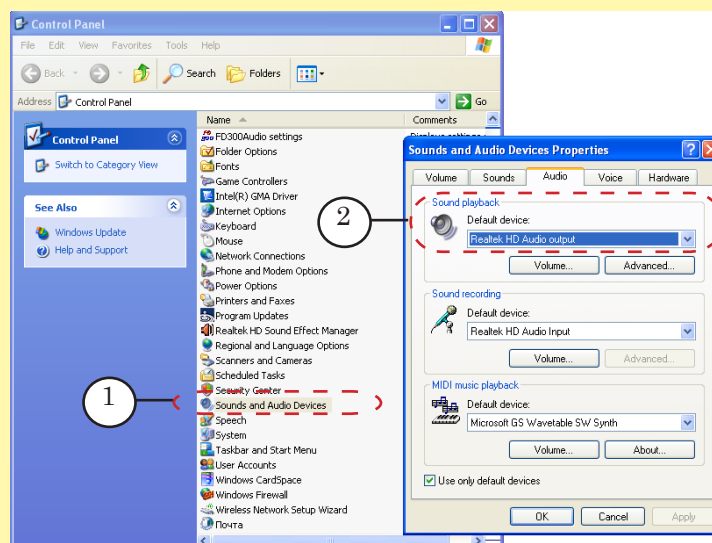 Control Panel
File Edit View Favorites Tools Help
Back Search Folders
Address Control Panel Go
Control Panel
Switch to Category View
See Also
Windows Update
Help and Support
Name Comments
FD300Audio settings
Folder Options
Fonts
Game Controllers
Intel(R) GMA Driver
Internet Options
Keyboard
Mouse
Network Connections
Phone and Modem Options
Power Options
Printers and Faxes
Program Updates
Realtek HD Sound Effect Manager
Regional and Language Options
Scanners and Cameras
Scheduled Tasks
Security Center
Sounds and Audio Devices
Speech
System
Taskbar and Start Menu
User Accounts
Windows CardSpace
Windows Firewall
Wireless Network Setup Wizard
Почта
1
2
Sounds and Audio Devices Properties
Volume Sounds Audio Voice Hardware
Sound playback
Default device:
Realtek HD Audio output
Volume... Advanced...
Sound recording
Default device:
Realtek HD Audio Input
Volume... Advanced...
MIDI music playback
Default device:
Microsoft GS Wavetable SW Synth
Volume... About...
Use only default devices
OK Cancel Apply